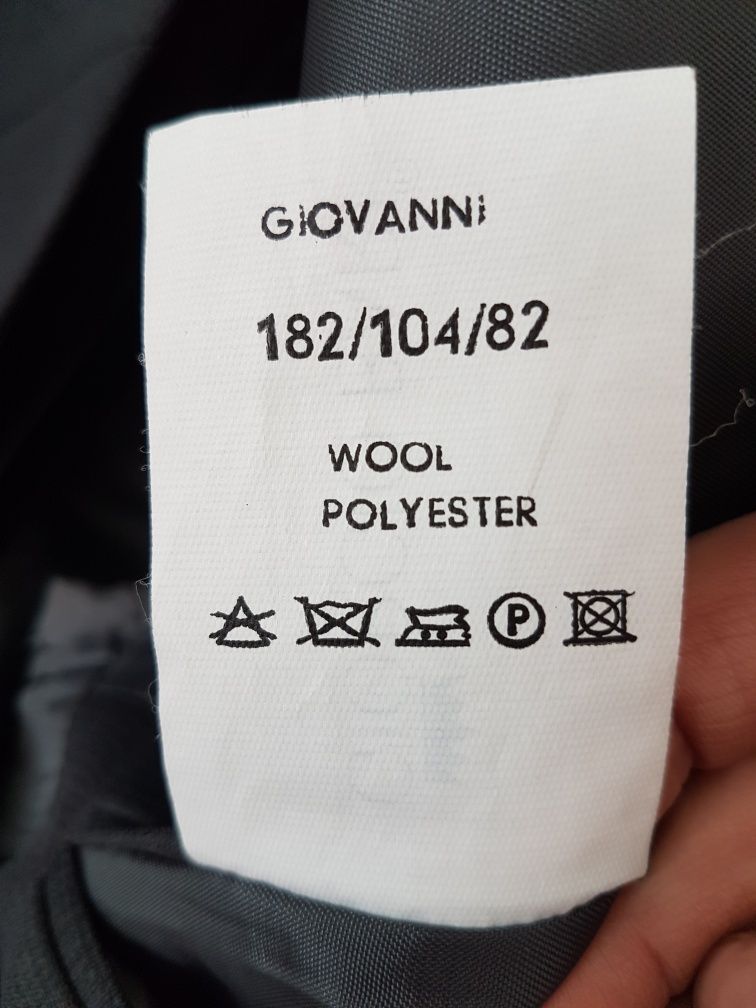 GIOVANNI
182/104/82
WOOL
POLYESTER
P